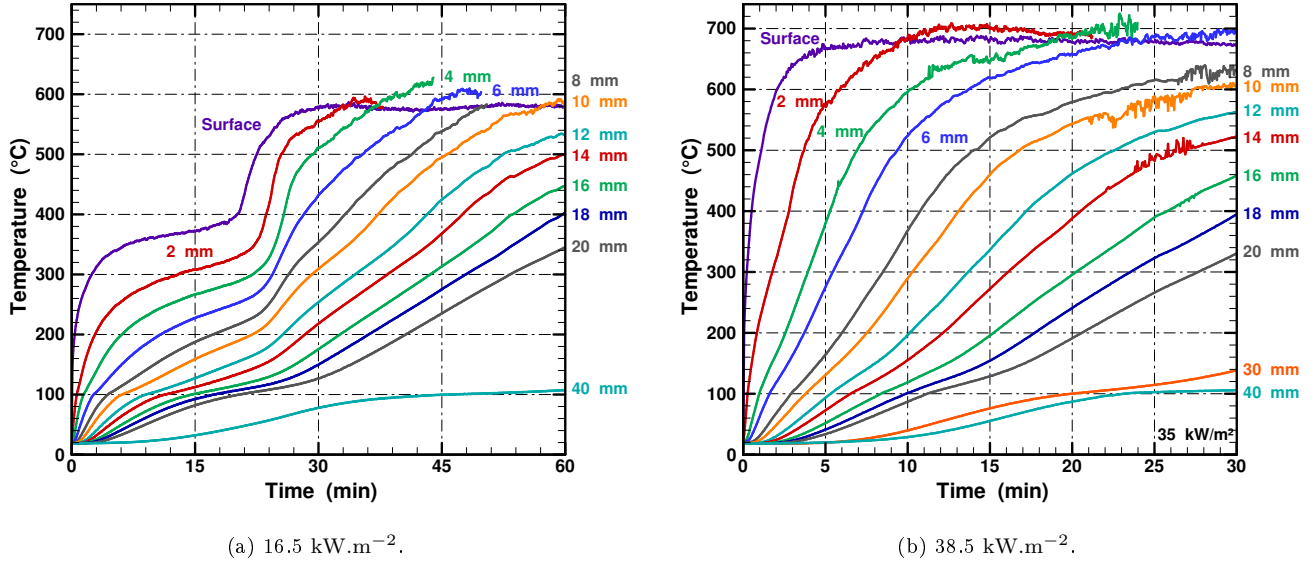 Temperature (°C)
700
600
500
400
300
200
100
0
0 15 30 45 60
Time (min)
Surface
2 mm
4 mm
6 mm
8 mm
10 mm
12 mm
14 mm
16 mm
18 mm
20 mm
40 mm
(a) 16.5 kW.m−2.
Temperature (°C)
700
600
500
400
300
200
100
0
0 5 10 15 20 25 30
Time (min)
Surface
2 mm
4 mm
6 mm
8 mm
10 mm
12 mm
14 mm
16 mm
18 mm
20 mm
30 mm
40 mm
35 kW/m²
(b) 38.5 kW.m−2.